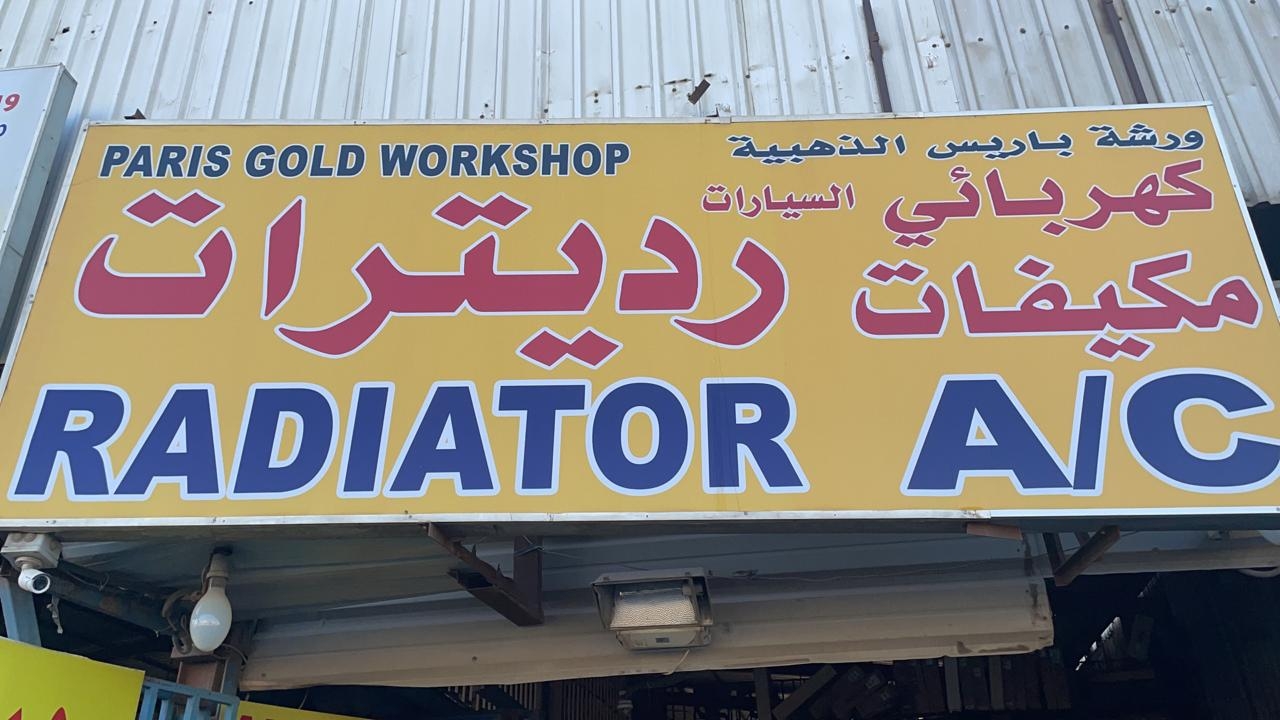 PARIS GOLD WORKSHOP
ورشة باريس الذهبية
كهربائي السيارات
رديترات
مكيفات
RADIATOR A/C